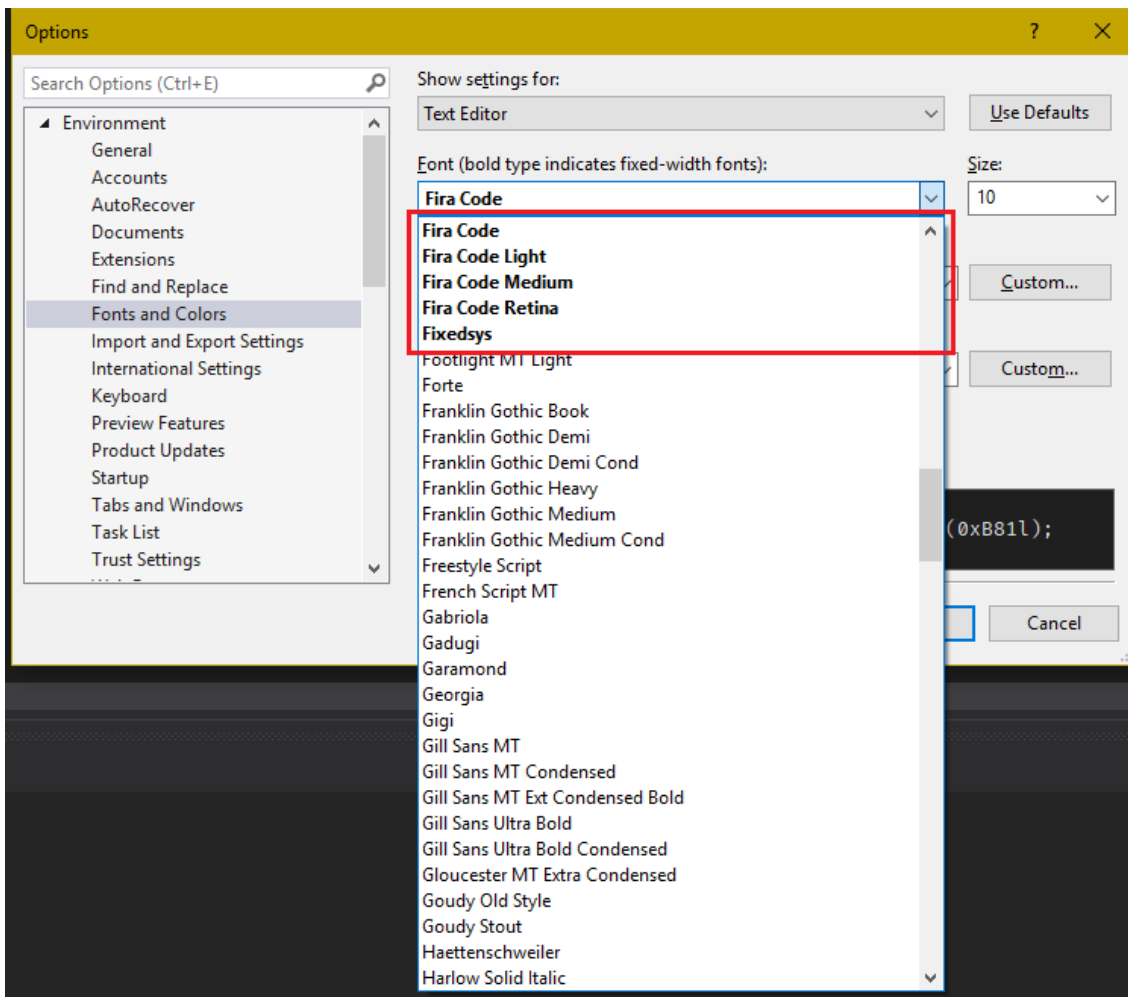 Options
?
Search Options (Ctrl+E)
Environment
General
Accounts
AutoRecover
Documents
Extensions
Find and Replace
Fonts and Colors
Import and Export Settings
International Settings
Keyboard
Preview Features
Product Updates
Startup
Tabs and Windows
Task List
Trust Settings
Show settings for:
Text Editor
Use Defaults
Font (bold type indicates fixed-width fonts):
Size:
Fira Code
10
Fira Code
Fira Code Light
Fira Code Medium
Fira Code Retina
Fixedsys
Footlight MT Light
Forte
Franklin Gothic Book
Franklin Gothic Demi
Franklin Gothic Demi Cond
Franklin Gothic Heavy
Franklin Gothic Medium
Franklin Gothic Medium Cond
Freestyle Script
French Script MT
Gabriola
Gadugi
Garamond
Georgia
Gigi
Gill Sans MT
Gill Sans MT Condensed
Gill Sans MT Ext Condensed Bold
Gill Sans Ultra Bold
Gill Sans Ultra Bold Condensed
Gloucester MT Extra Condensed
Goudy Old Style
Goudy Stout
Haettenschweiler
Harlow Solid Italic
Custom...
Custom...
(0xB81l);
Cancel